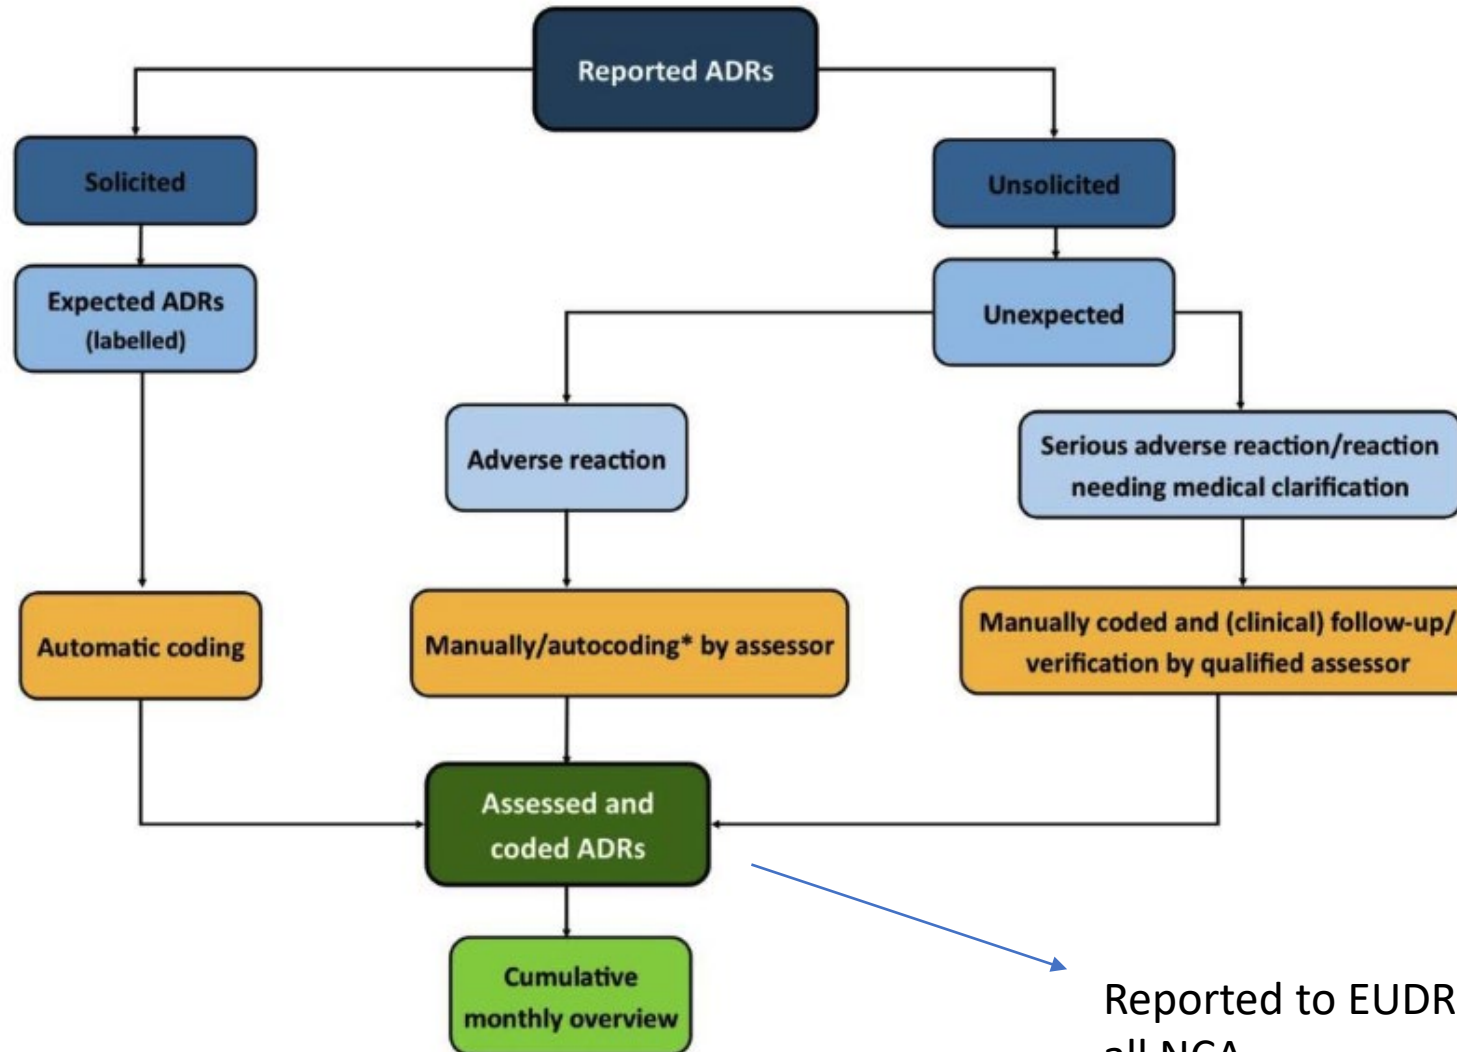 Reported ADRs
Solicited
Unsolicited
Expected ADRs
(labelled)
Unexpected
Adverse reaction
Serious adverse reaction/reaction
needing medical clarification
Automatic coding
Manually/autocoding* by assessor
Manually coded and (clinical) follow-up/
verification by qualified assessor
Assessed and
coded ADRs
Cumulative
monthly overview
Reported to EUDR
all NCA